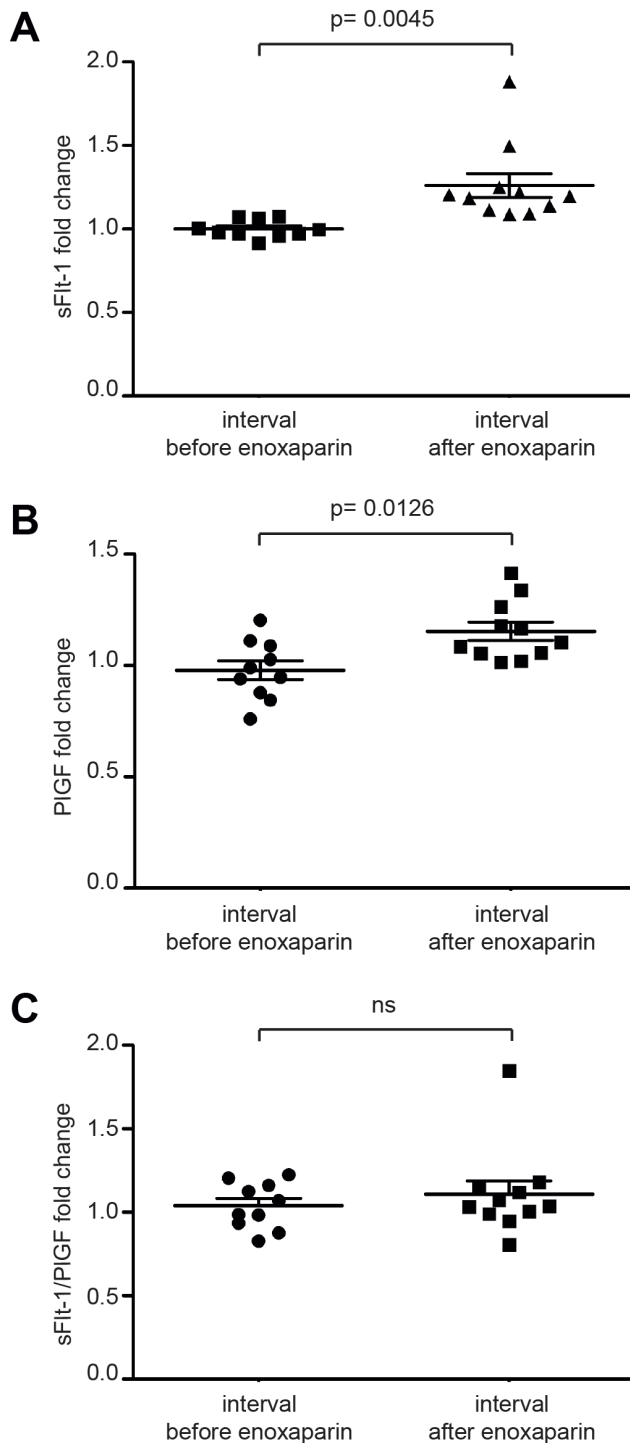 A
p= 0.0045
2.0
1.5
1.0
0.5
0.0
sFlt-1 fold change
interval
before enoxaparin
interval
after enoxaparin
B
p= 0.0126
1.5
1.0
0.5
0.0
PlGF fold change
interval
before enoxaparin
interval
after enoxaparin
C
ns
2.0
1.5
1.0
0.5
0.0
sFlt-1/PlGF fold change
interval
before enoxaparin
interval
after enoxaparin